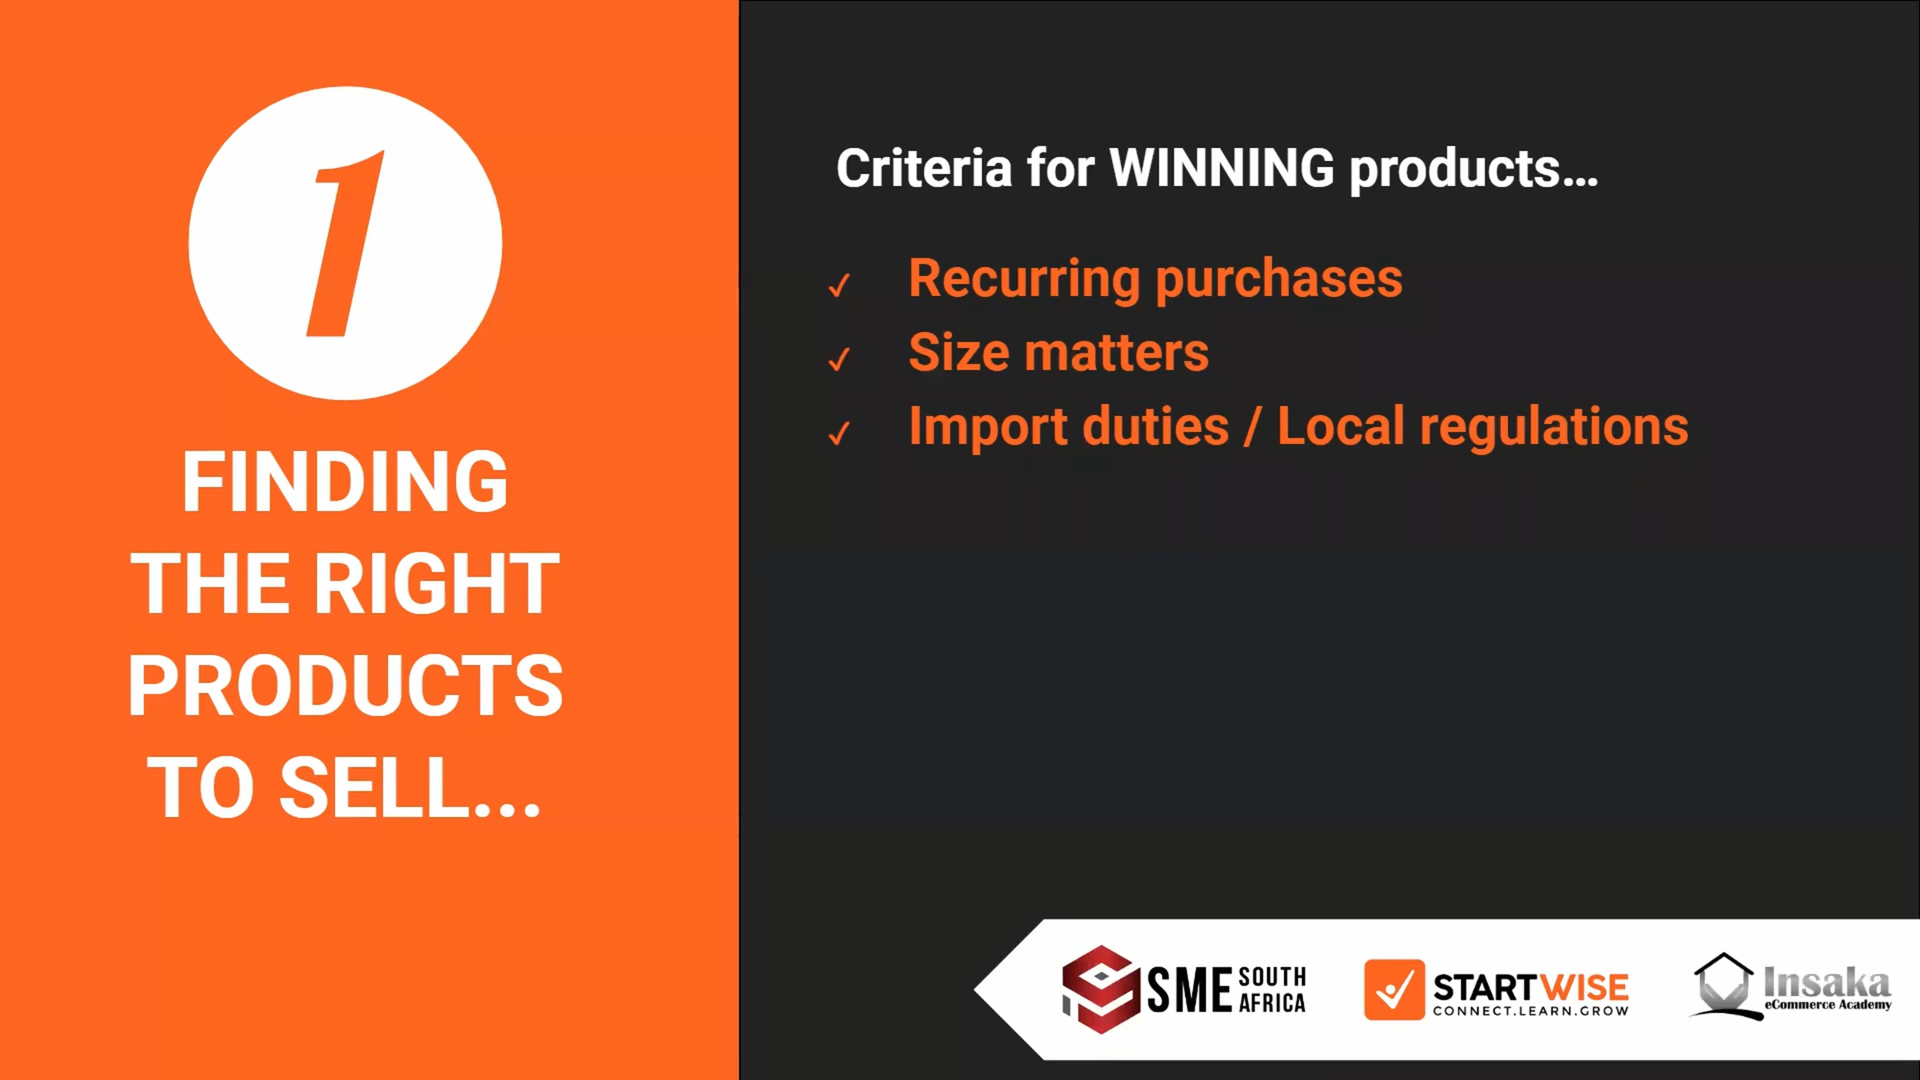 1
FINDING
THE RIGHT
PRODUCTS
TO SELL...
Criteria for WINNING products...
✓ Recurring purchases
✓ Size matters
✓ Import duties / Local regulations
SME SOUTH AFRICA
STARTWISE
CONNECT.LEARN.GROW
Insaka
eCommerce Academy